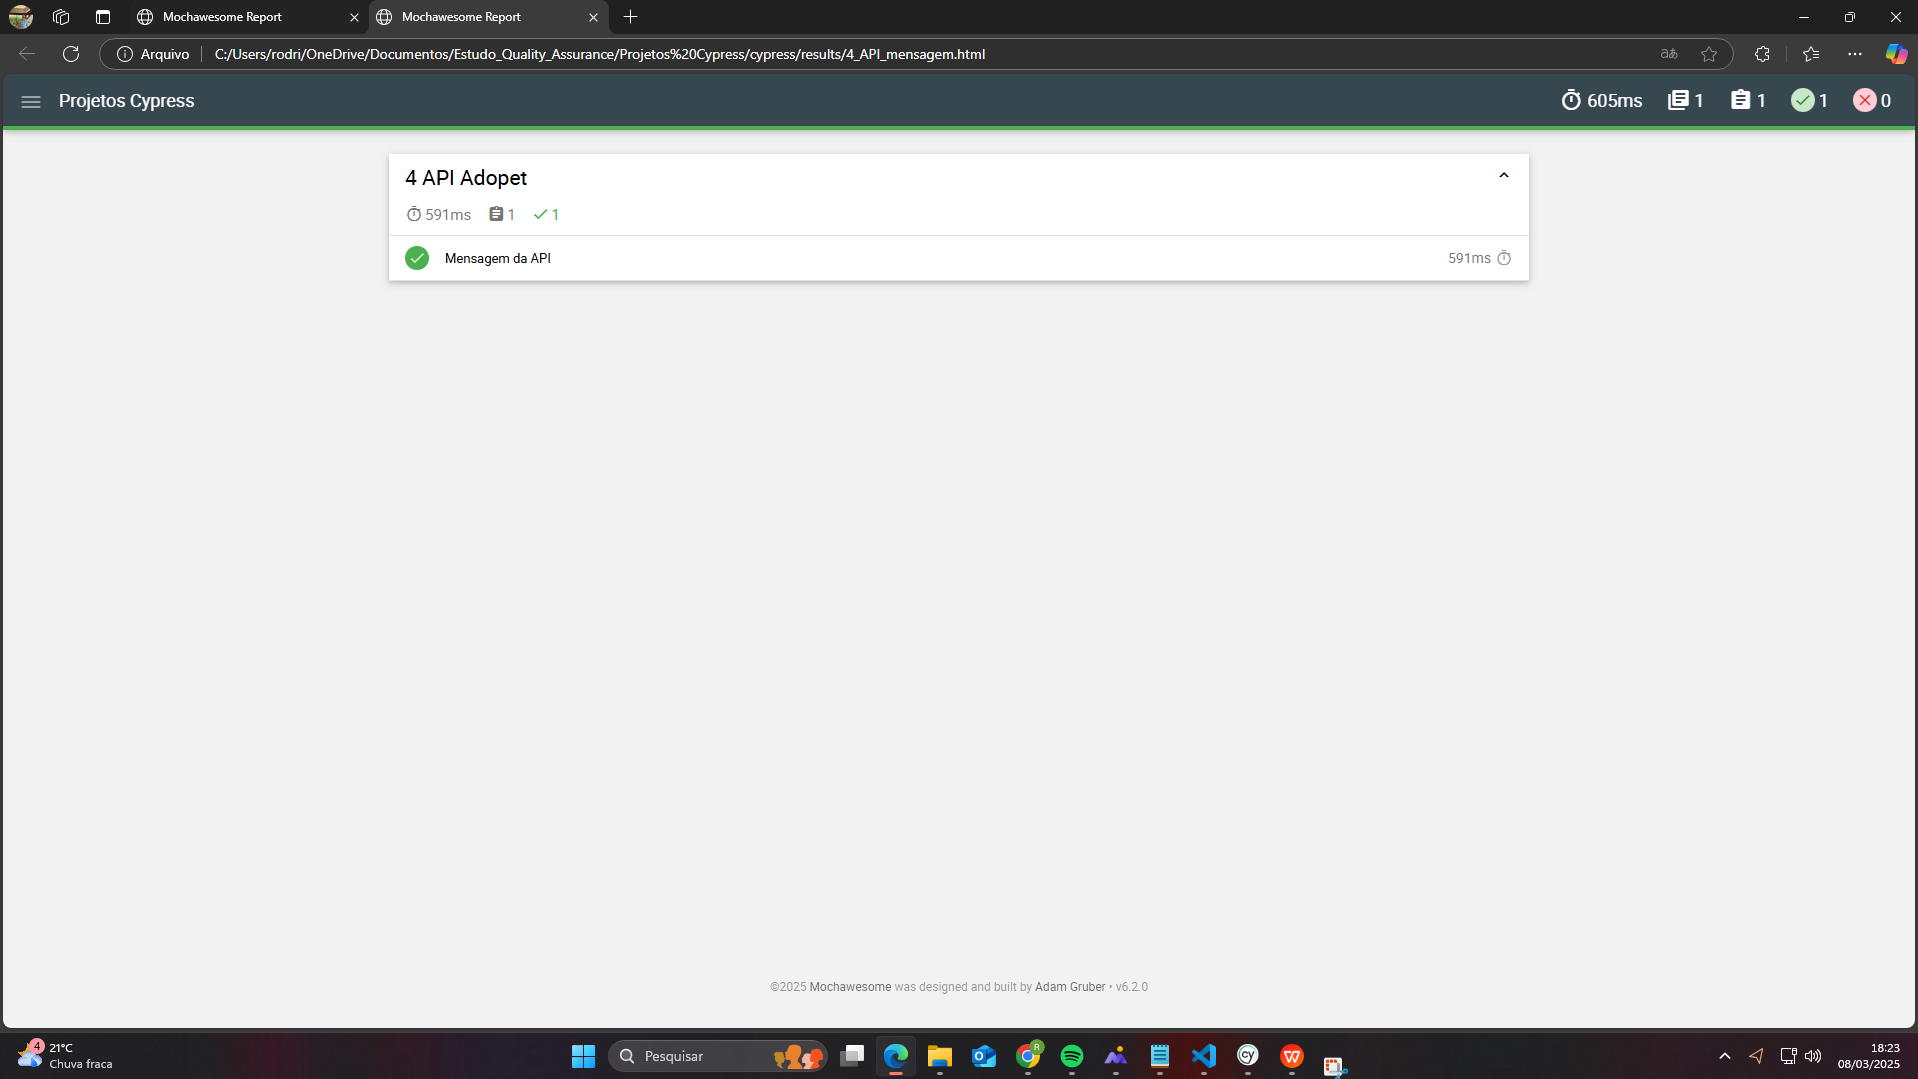 Mochawesome Report
Mochawesome Report
Arquivo
C:/Users/rodri/OneDrive/Documentos/Estudo_Quality_Assurance/Projetos%20Cypress/cypress/results/4_API_mensagem.html
Projetos Cypress
605ms 1 1 1 0
4 API Adopet
591ms 1 1
Mensagem da API 591ms
©2025 Mochawesome was designed and built by Adam Gruber • v6.2.0
4
21°C
Chuva fraca
Pesquisar
R
cy
18:23
08/03/2025